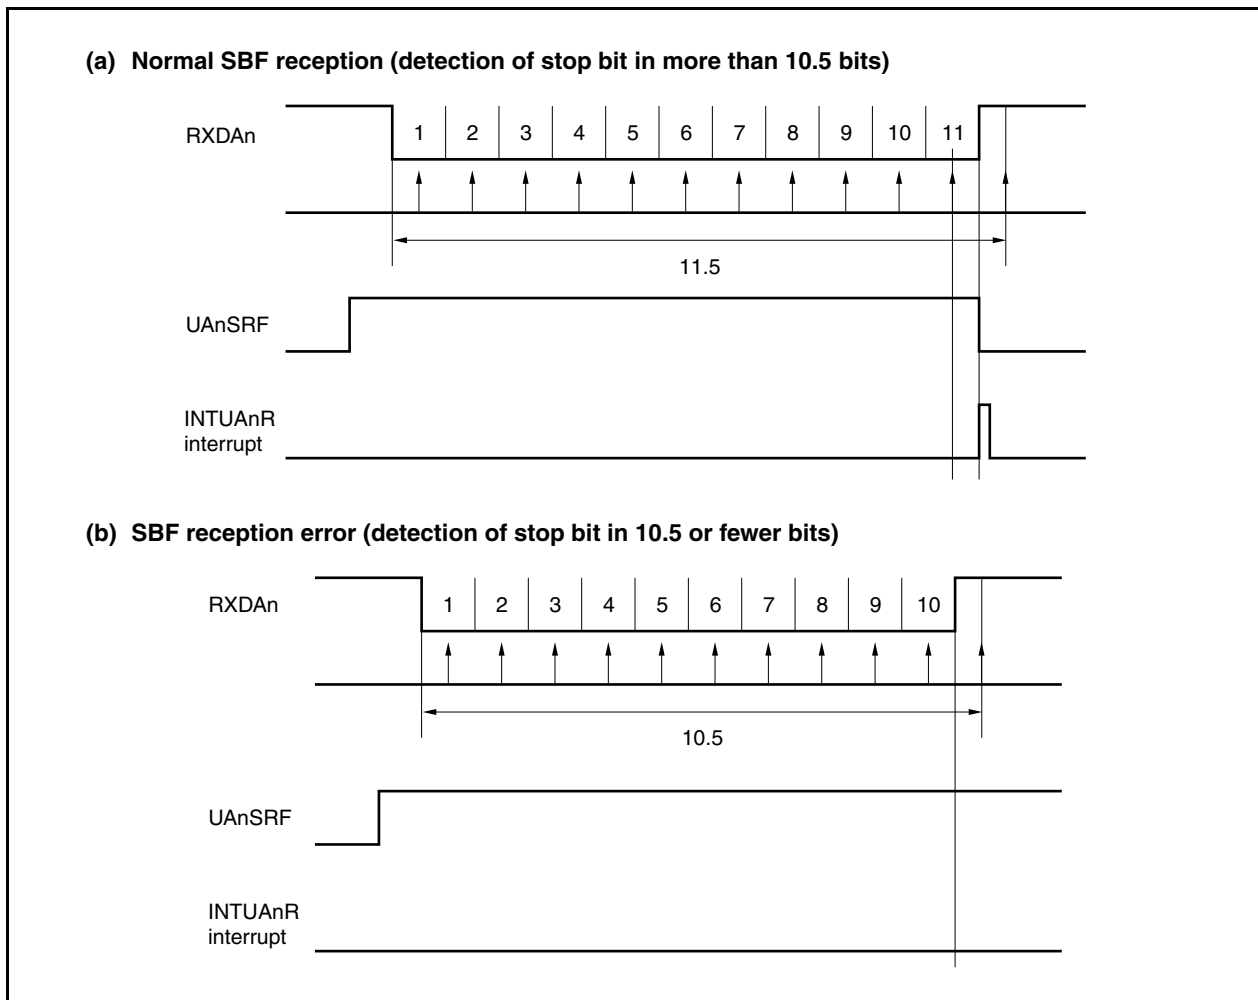 (a) Normal SBF reception (detection of stop bit in more than 10.5 bits)
RXDAn
1 2 3 4 5 6 7 8 9 10 11
11.5
UAnSRF
INTUAnR
interrupt
(b) SBF reception error (detection of stop bit in 10.5 or fewer bits)
RXDAn
1 2 3 4 5 6 7 8 9 10
10.5
UAnSRF
INTUAnR
interrupt